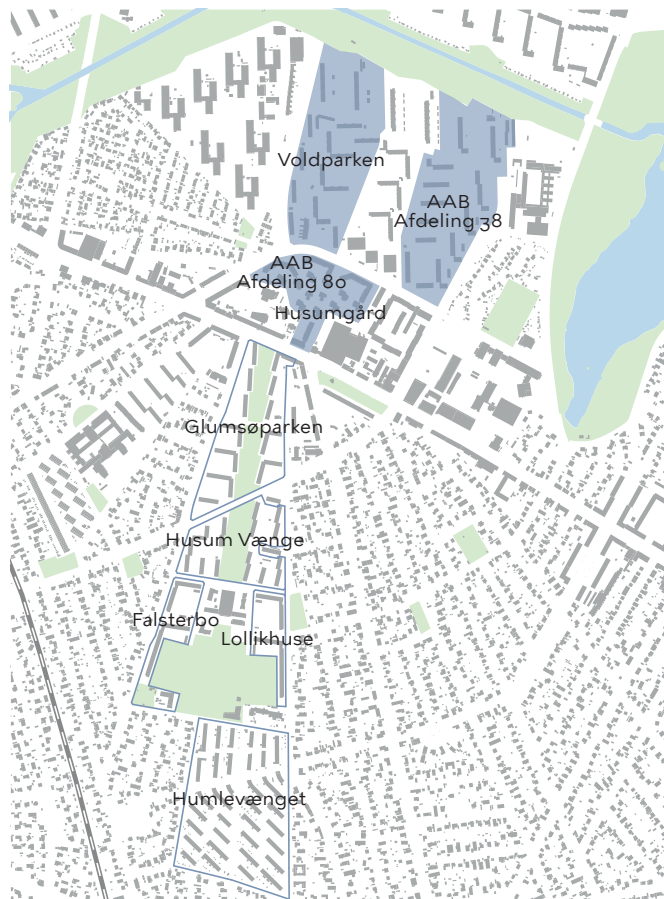 Voldparken
AAB
Afdeling 38
AAB
Afdeling 80
Husumgård
Glumsøparken
Husum Vænge
Falsterbo
Lollikhuse
Humlevænget